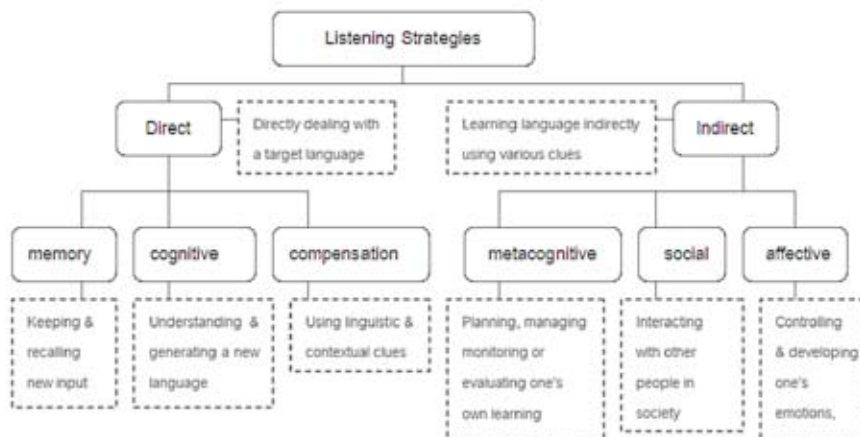 Listening Strategies
Direct
Directly dealing with
a target language
Learning language indirectly
using various clues
Indirect
memory
cognitive
compensation
metacognitive
social
affective
Keeping &
recalling
new input
Understanding &
generating a new
language
Using linguistic &
contextual clues
Planning, managing
monitoring or
evaluating one's
own learning
Interacting
with other
people in
society
Controlling
& developing
one's
emotions,